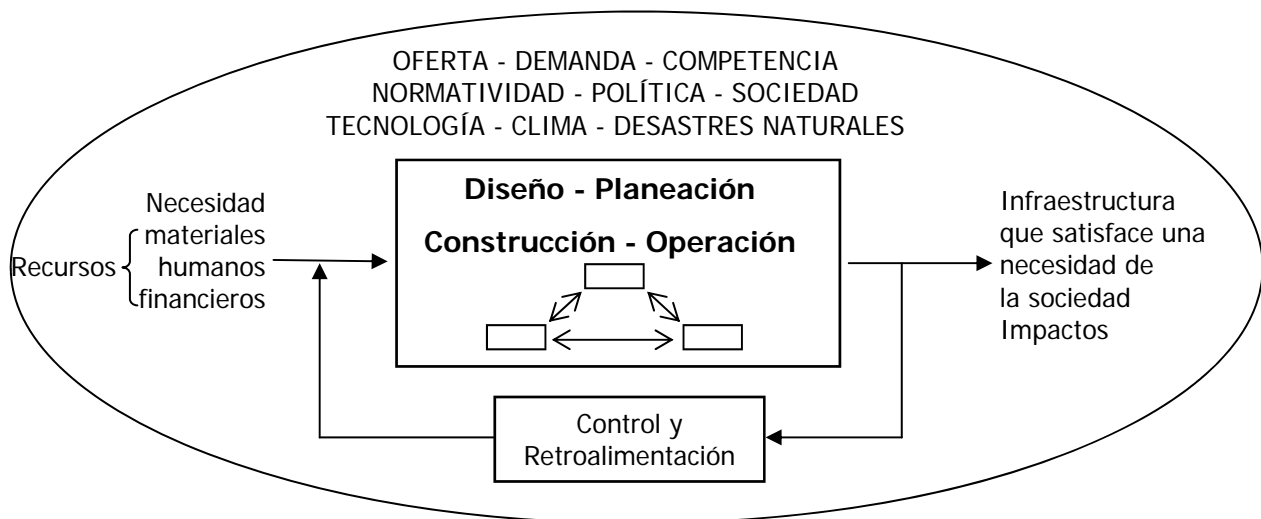 OFERTA - DEMANDA - COMPETENCIA
NORMATIVIDAD - POLÍTICA - SOCIEDAD
TECNOLOGÍA - CLIMA - DESASTRES NATURALES
Necesidad
Recursos
materiales
humanos
financieros
Diseño - Planeación
Construcción - Operación
Infraestructura
que satisface una
necesidad de
la sociedad
Impactos
Control y
Retroalimentación